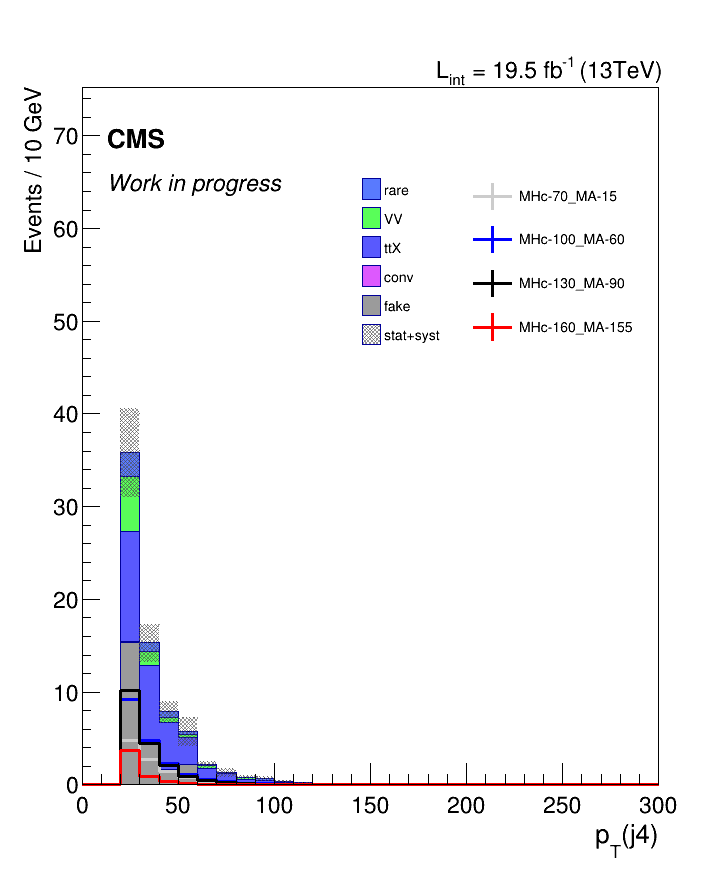 L_int = 19.5 fb^-1 (13TeV)
Events / 10 GeV
CMS
Work in progress
rare
VV
ttX
conv
fake
stat+syst
MHc-70_MA-15
MHc-100_MA-60
MHc-130_MA-90
MHc-160_MA-155
70
60
50
40
30
20
10
0
0 50 100 150 200 250 300
p_T(j4)